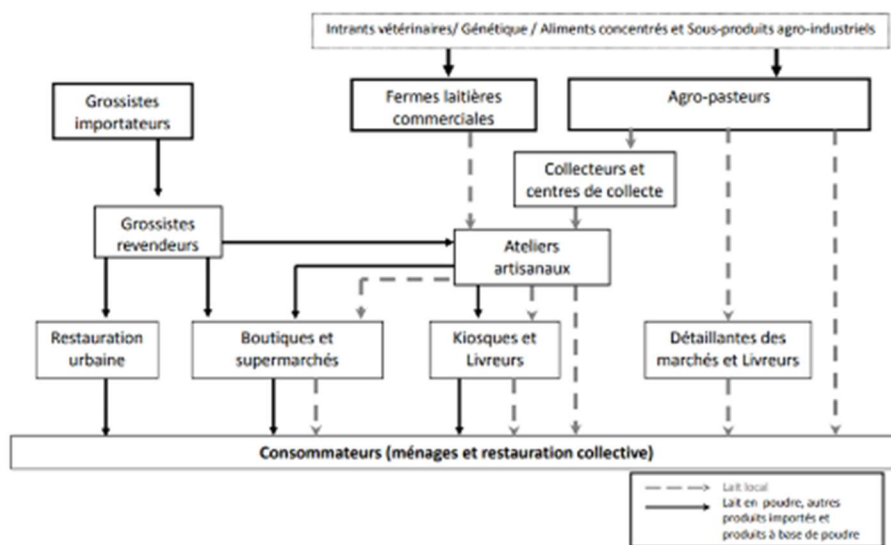 Intrants vétérinaires/ Génétique / Aliments concentrés et Sous-produits agro-industriels
Grossistes
importateurs
Fermes laitières
commerciales
Agro-pasteurs
Collecteurs et
centres de collecte
Grossistes
revendeurs
Ateliers
artisanaux
Restauration
urbaine
Boutiques et
supermarchés
Kiosques et
Livreurs
Détaillantes des
marchés et Livreurs
Consommateurs (ménages et restauration collective)
Lait local
Lait en poudre, autres
produits importés et
produits à base de poudre